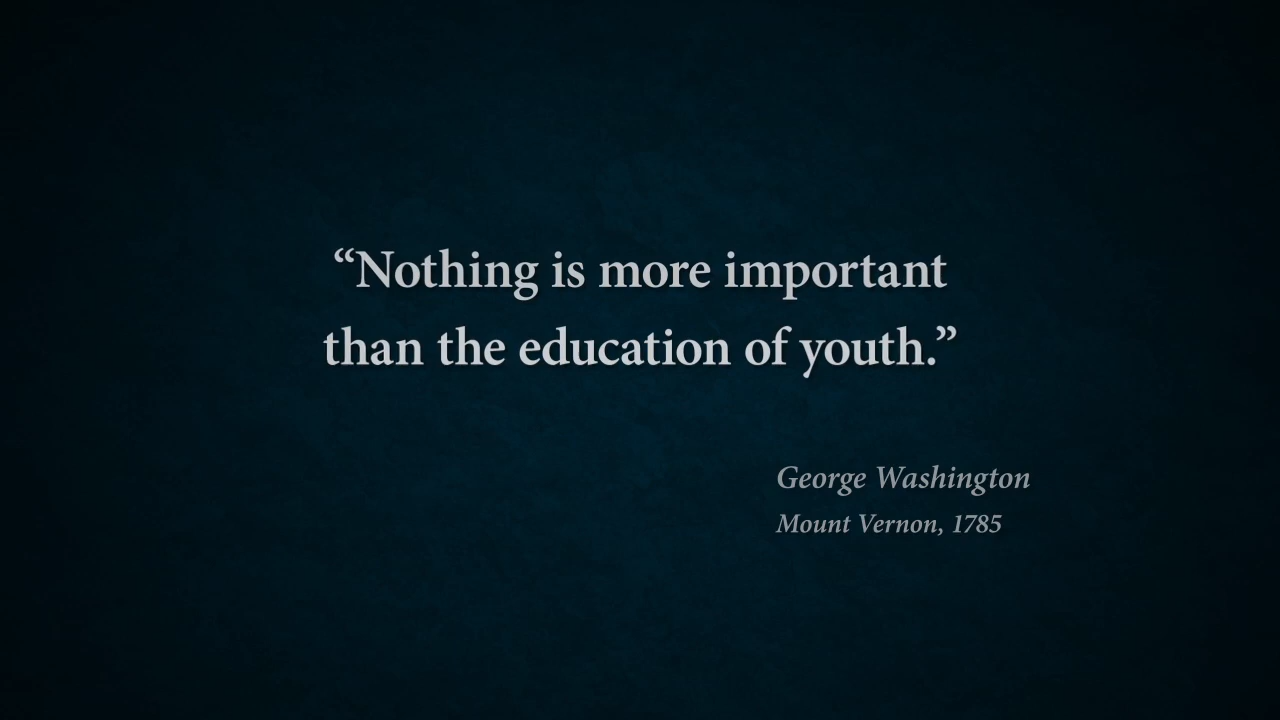 “Nothing is more important
than the education of youth.”
George Washington
Mount Vernon, 1785